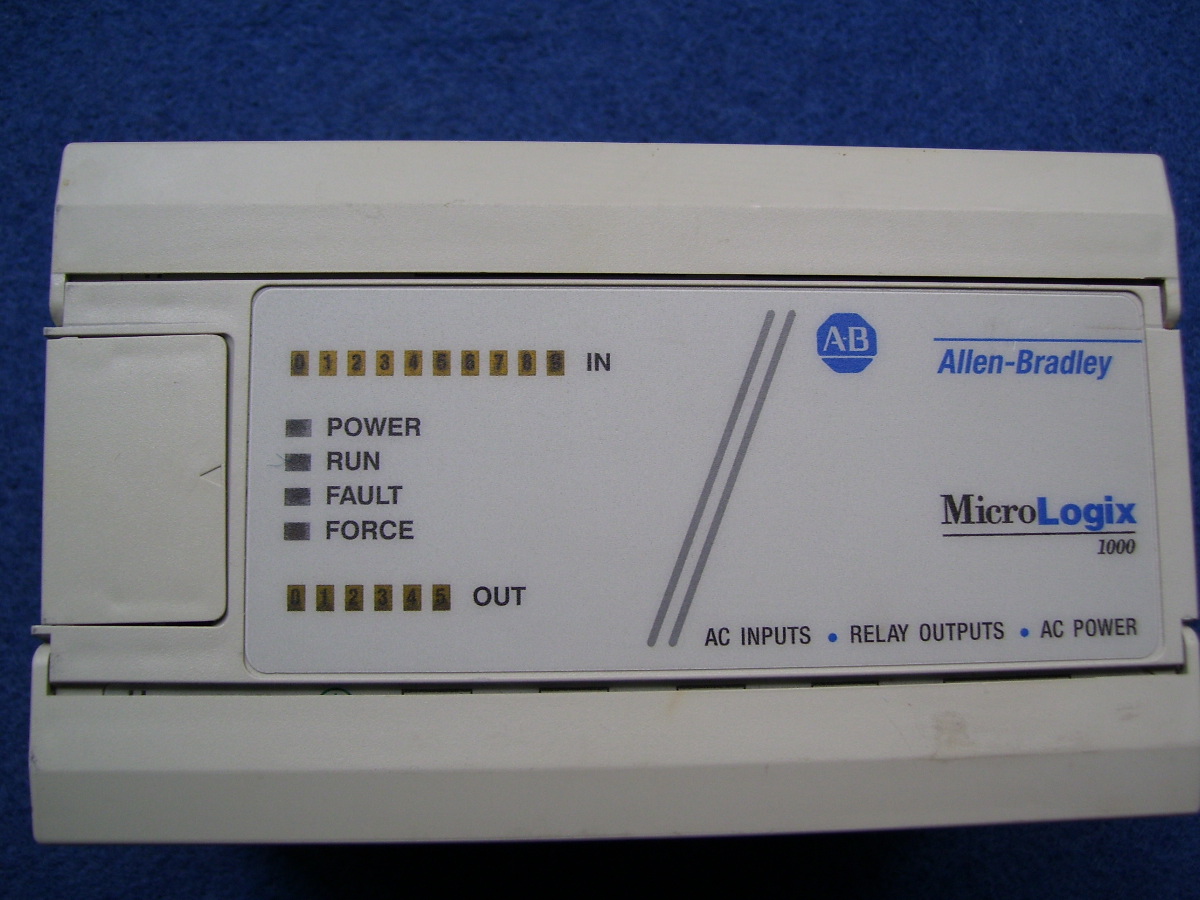 0 1 2 3 4 5 6 7 8 9 IN
POWER
RUN
FAULT
FORCE
0 1 2 3 4 5 OUT
A·B
Allen-Bradley
MicroLogix
1000
AC INPUTS • RELAY OUTPUTS • AC POWER